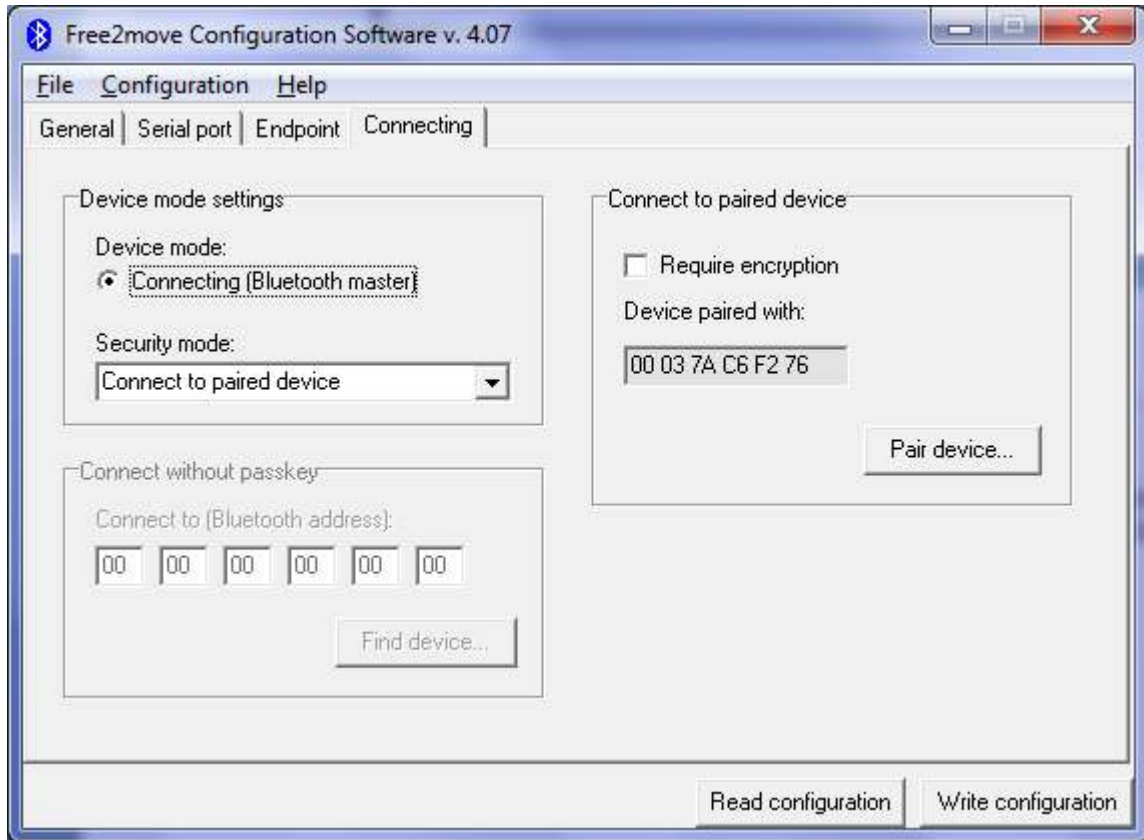 Free2move Configuration Software v. 4.07
File Configuration Help
General Serial port Endpoint Connecting
Device mode settings
Device mode:
Connecting (Bluetooth master)
Security mode:
Connect to paired device
Connect without passkey
Connect to (Bluetooth address):
00 00 00 00 00 00
Find device...
Connect to paired device
Require encryption
Device paired with:
00 03 7A C6 F2 76
Pair device...
Read configuration Write configuration